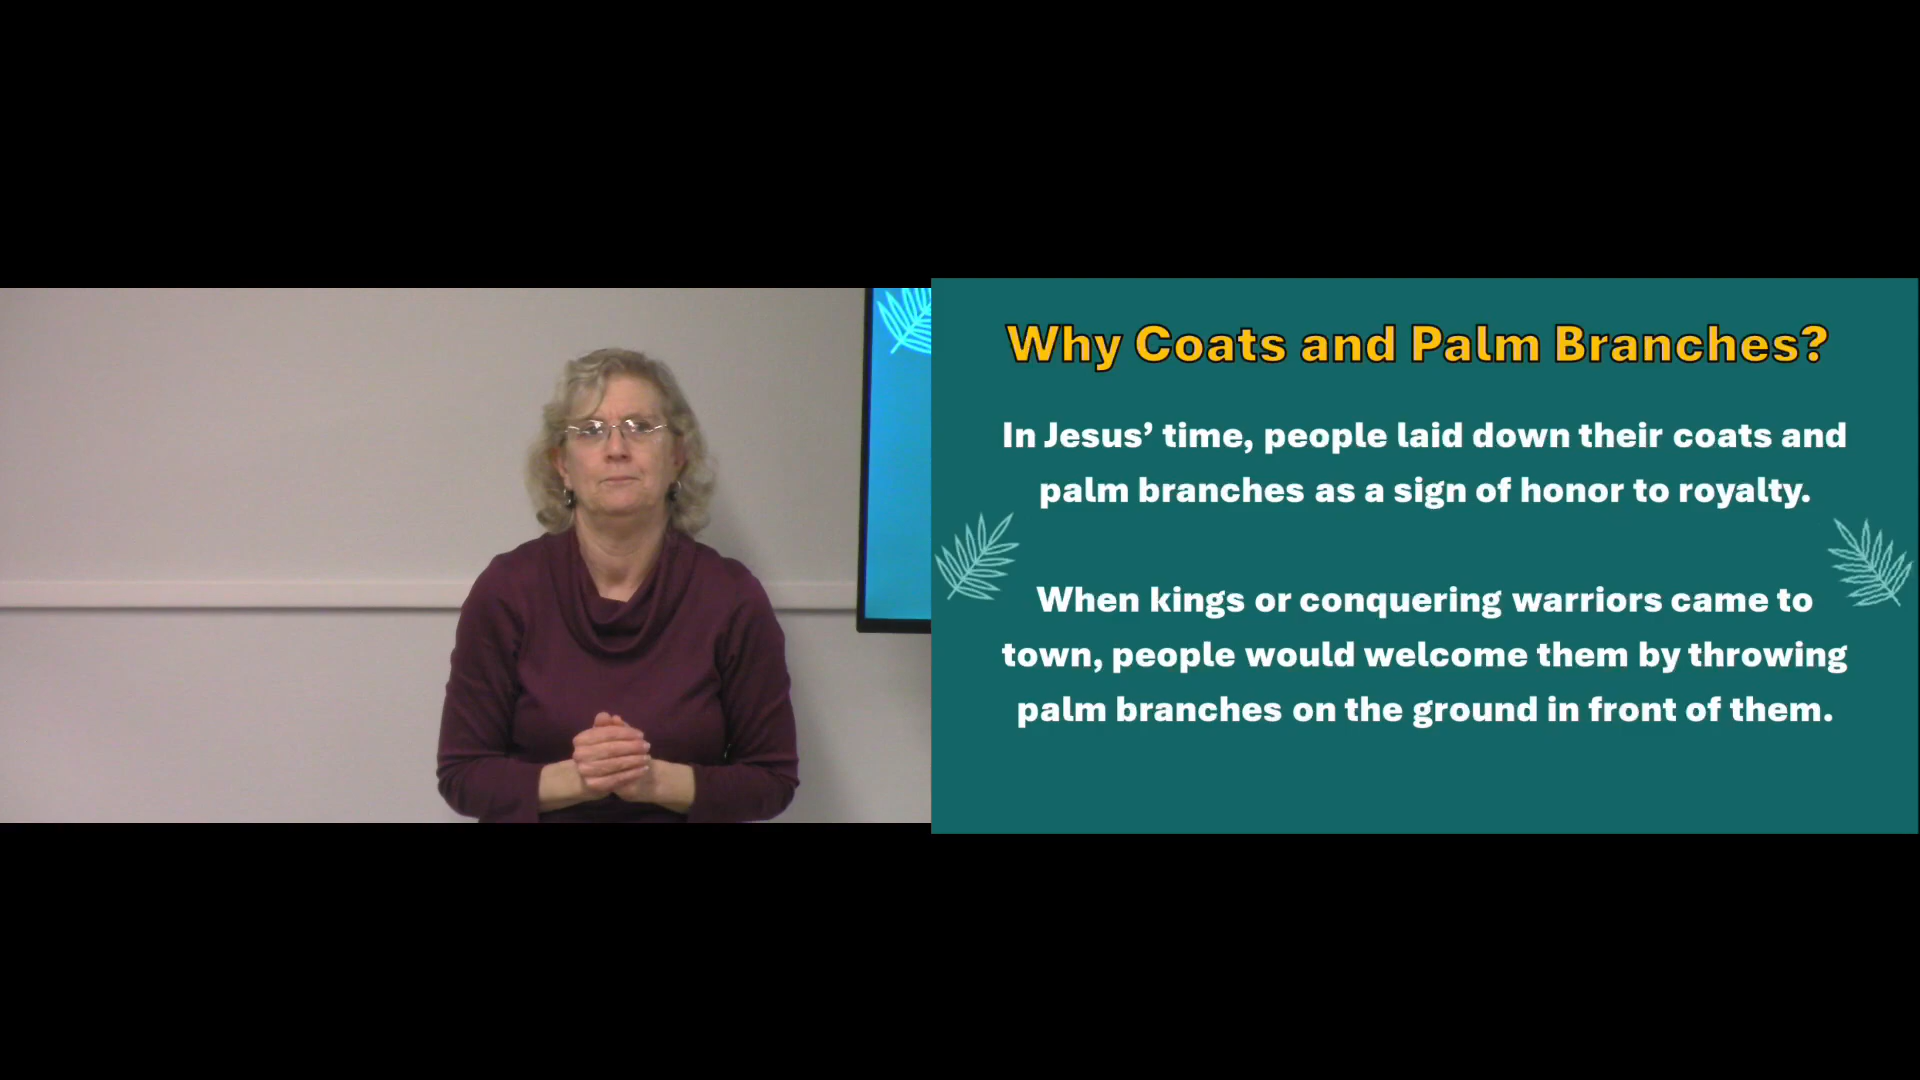 Why Coats and Palm Branches?
In Jesus’ time, people laid down their coats and
palm branches as a sign of honor to royalty.
When kings or conquering warriors came to
town, people would welcome them by throwing
palm branches on the ground in front of them.